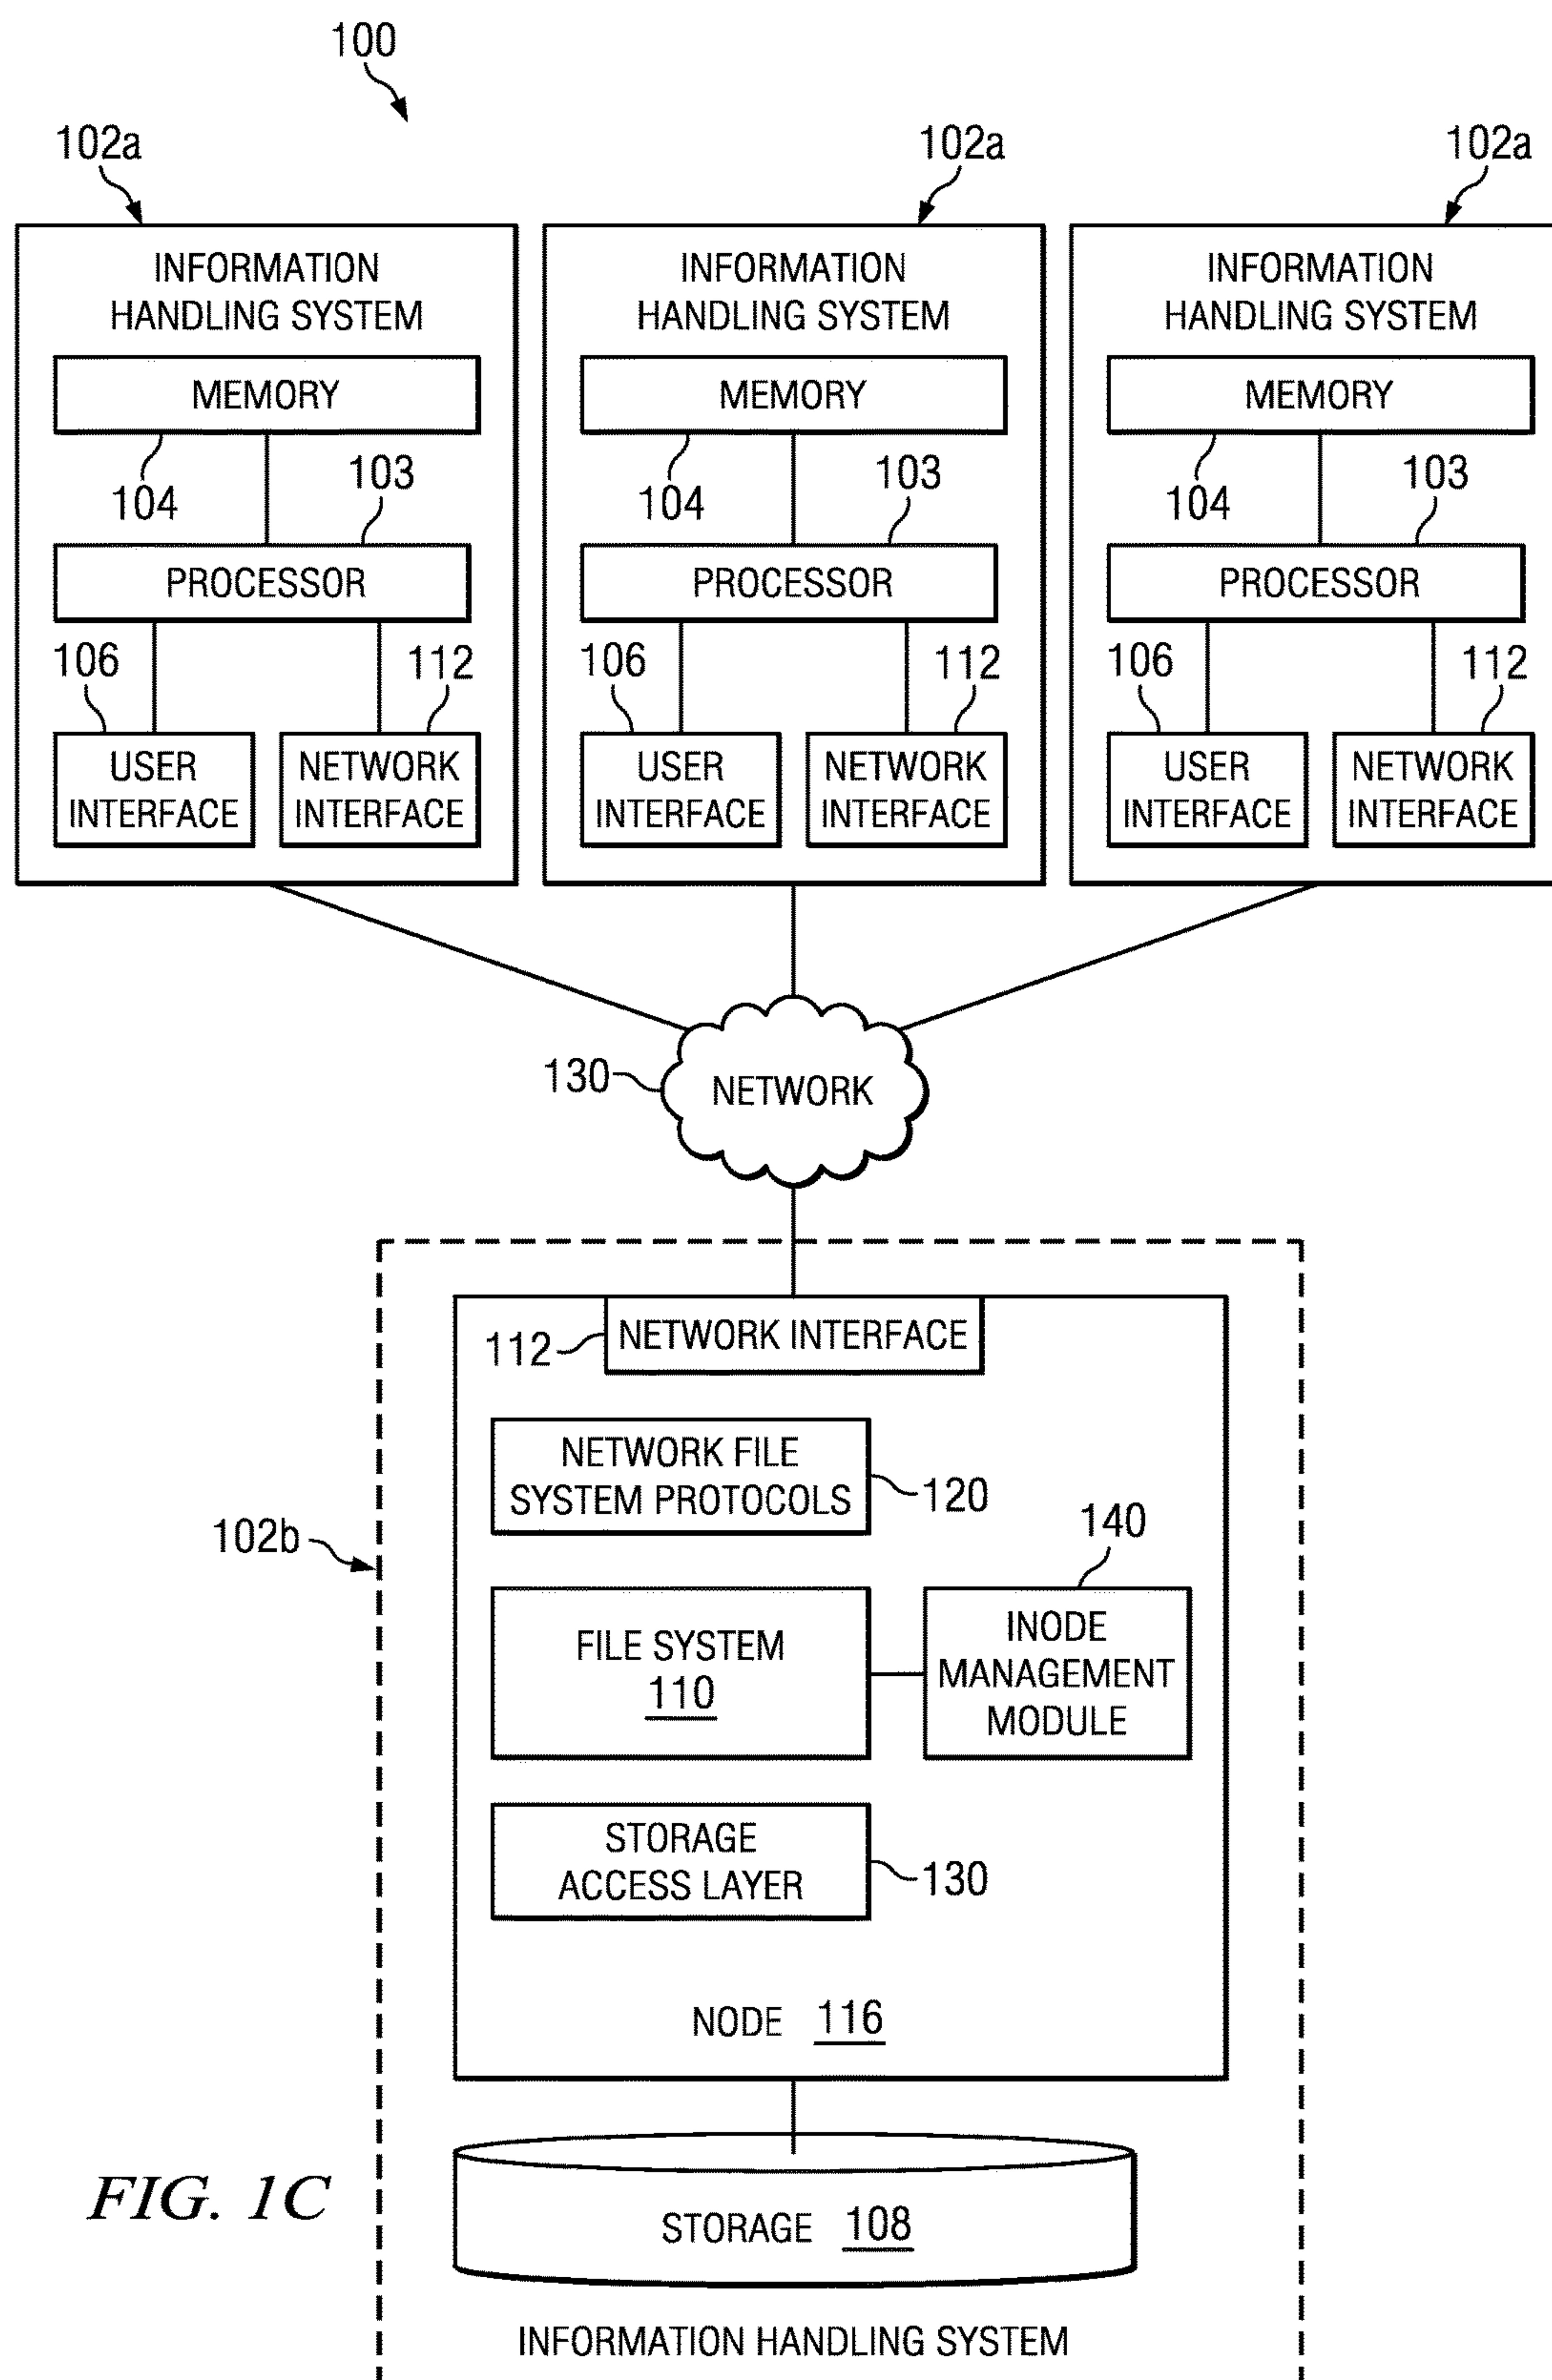 100
102a
102a
102a
INFORMATION
HANDLING SYSTEM
MEMORY
104
103
PROCESSOR
106
112
USER
INTERFACE
NETWORK
INTERFACE
INFORMATION
HANDLING SYSTEM
MEMORY
104
103
PROCESSOR
106
112
USER
INTERFACE
NETWORK
INTERFACE
INFORMATION
HANDLING SYSTEM
MEMORY
104
103
PROCESSOR
106
112
USER
INTERFACE
NETWORK
INTERFACE
130
NETWORK
102b
112
NETWORK INTERFACE
NETWORK FILE
SYSTEM PROTOCOLS
120
140
FILE SYSTEM
110
INODE
MANAGEMENT
MODULE
STORAGE
ACCESS LAYER
130
NODE 116
STORAGE 108
INFORMATION HANDLING SYSTEM
FIG. 1C